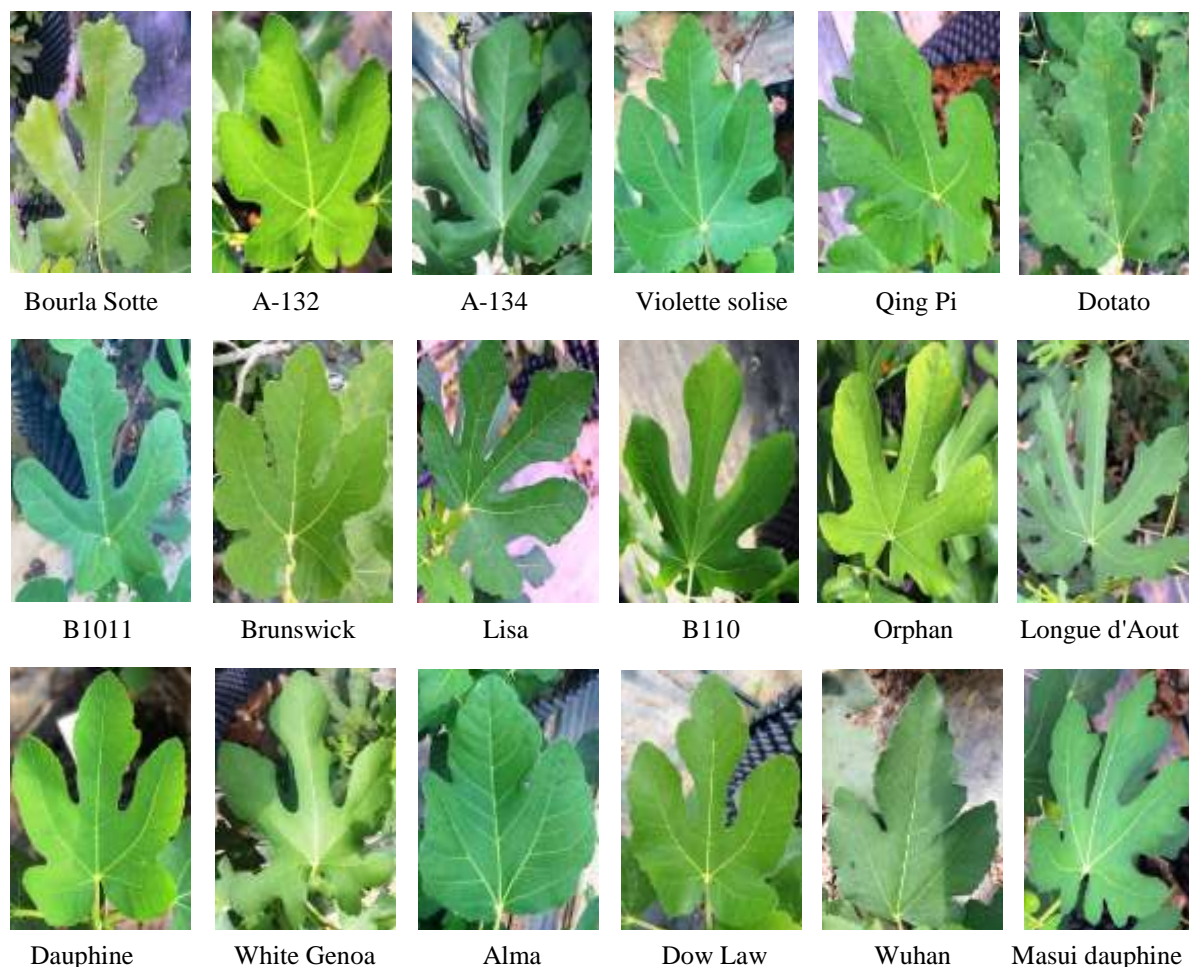 Bourla Sotte A-132 A-134 Violette solise Qing Pi Dotato
B1011 Brunswick Lisa B110 Orphan Longue d'Aout
Dauphine White Genoa Alma Dow Law Wuhan Masui dauphine